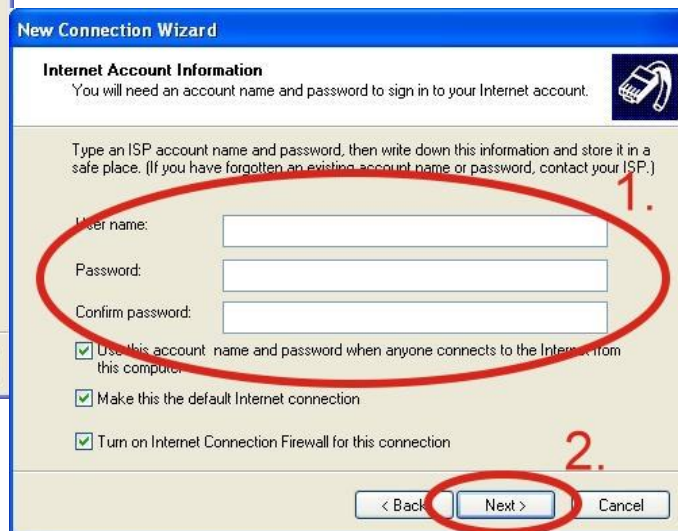 New Connection Wizard
Internet Account Information
You will need an account name and password to sign in to your Internet account.
Type an ISP account name and password, then write down this information and store it in a
safe place. (If you have forgotten an existing account name or password, contact your ISP.)
1.
User name:
Password:
Confirm password:
Use this account name and password when anyone connects to the Internet from
this computer
Make this the default Internet connection
Turn on Internet Connection Firewall for this connection
2.
< Back
Next >
Cancel